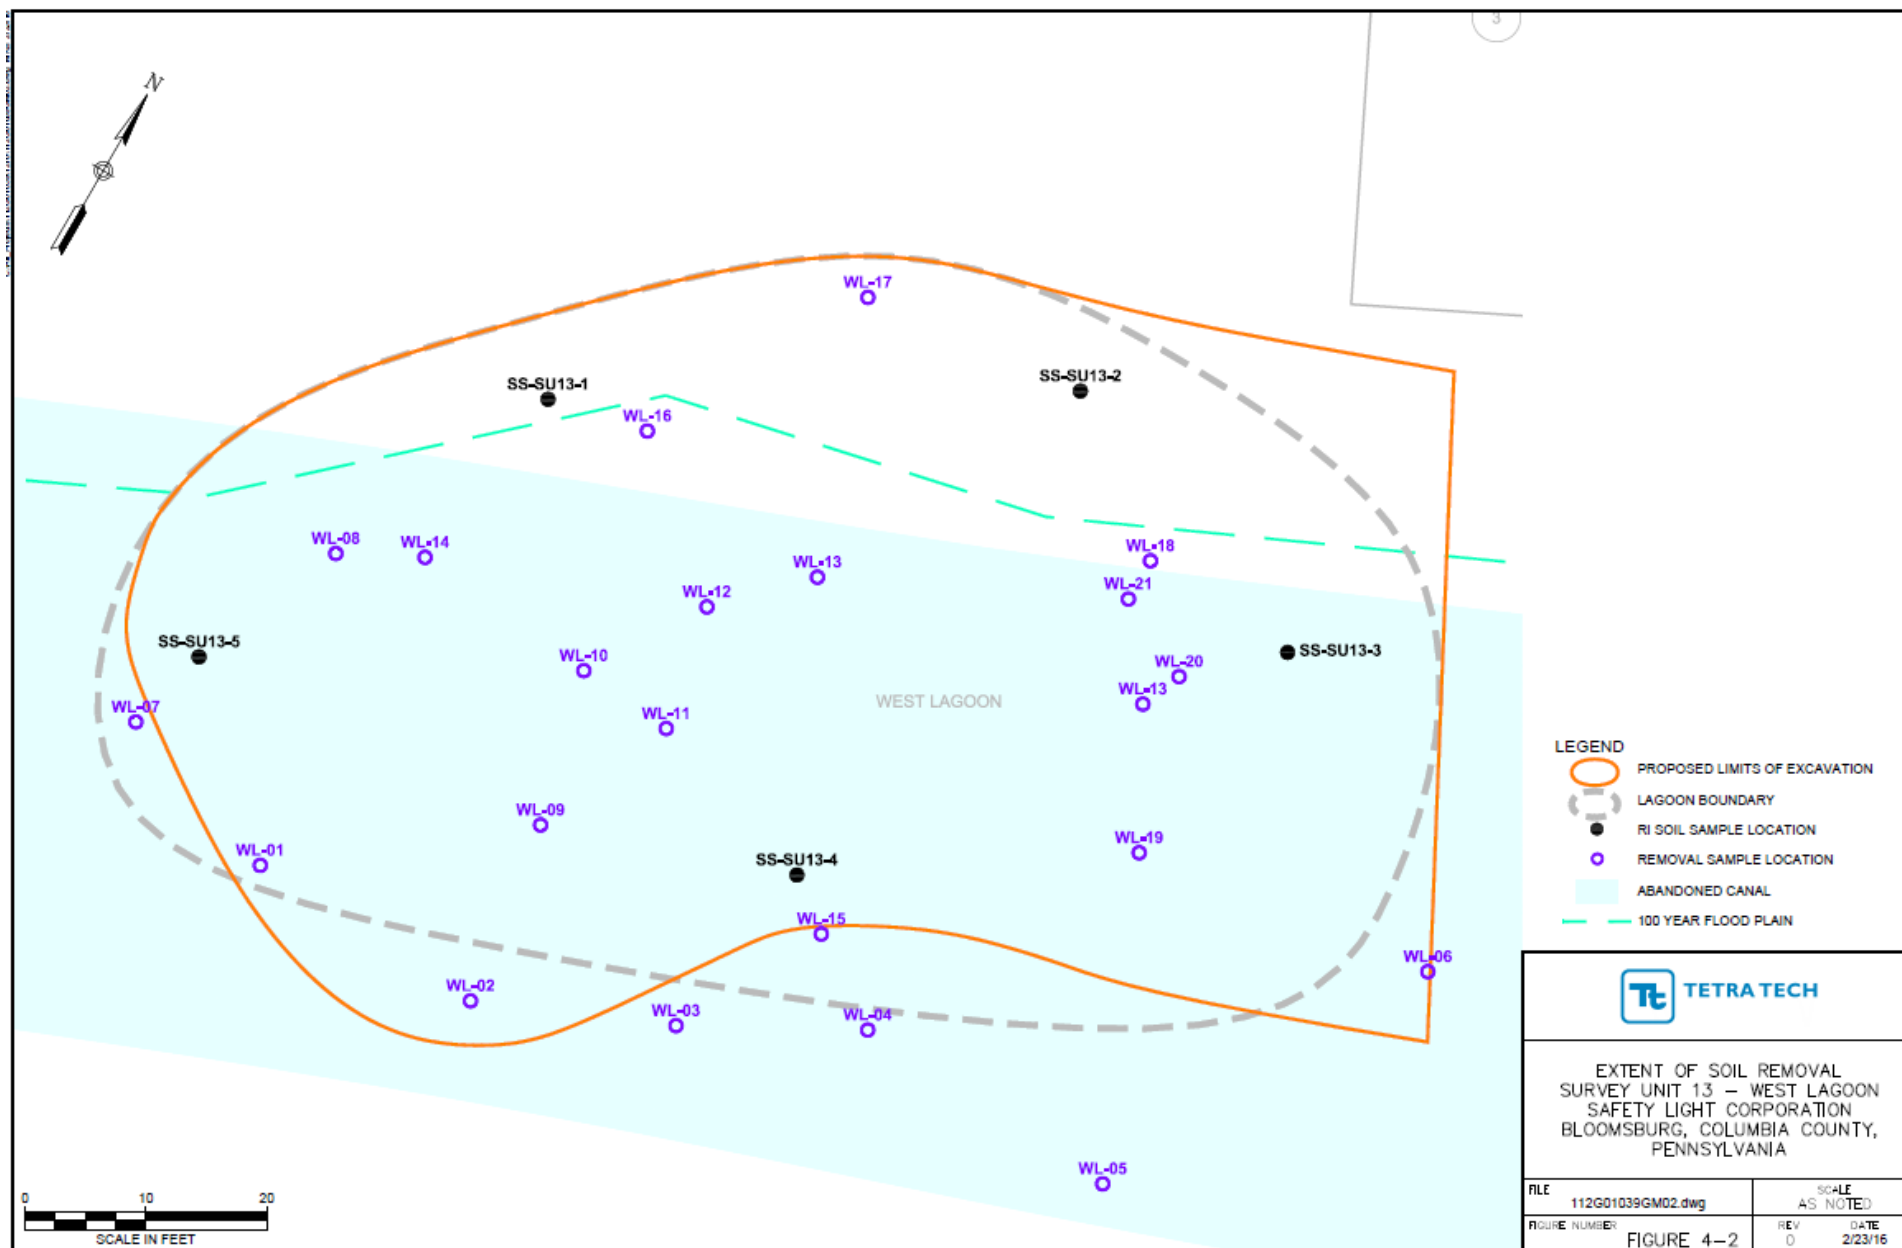 3
N
WL-17
SS-SU13-1
SS-SU13-2
WL-16
WL-08
WL-14
WL-13
WL-18
WL-12
WL-21
SS-SU13-5
WL-10
SS-SU13-3
WL-20
WEST LAGOON
WL-13
WL-07
WL-11
WL-09
WL-01
WL-19
SS-SU13-4
WL-15
WL-06
WL-02
WL-03
WL-04
WL-05
0 10 20
SCALE IN FEET
LEGEND
PROPOSED LIMITS OF EXCAVATION
LAGOON BOUNDARY
RI SOIL SAMPLE LOCATION
REMOVAL SAMPLE LOCATION
ABANDONED CANAL
100 YEAR FLOOD PLAIN
Tt TETRA TECH
EXTENT OF SOIL REMOVAL
SURVEY UNIT 13 – WEST LAGOON
SAFETY LIGHT CORPORATION
BLOOMSBURG, COLUMBIA COUNTY,
PENNSYLVANIA
FILE
112G01039GM02.dwg
SCALE
AS NOTED
FIGURE NUMBER
FIGURE 4–2
REV
0
DATE
2/23/16